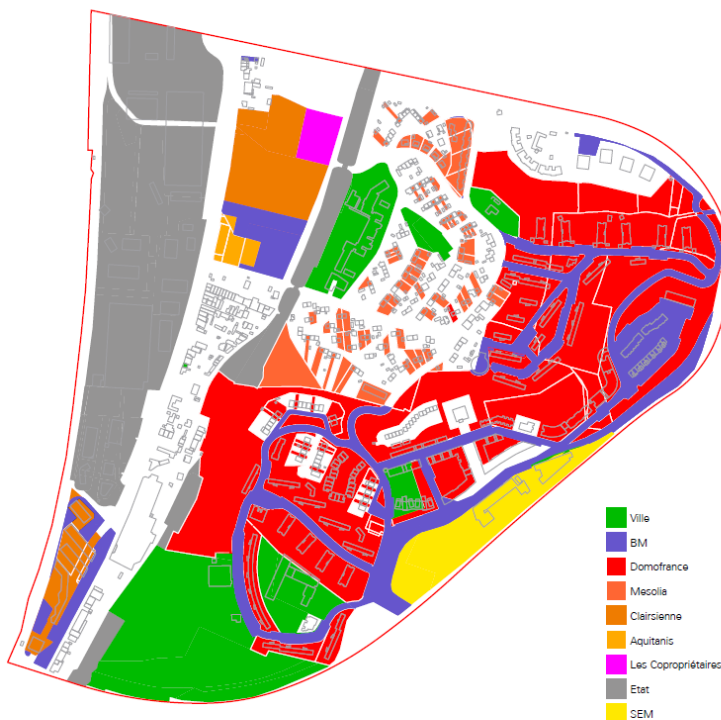 Ville
BM
Domofrance
Mesolia
Clairsienne
Aquitanis
Les Copropriétaires
Etat
SEM